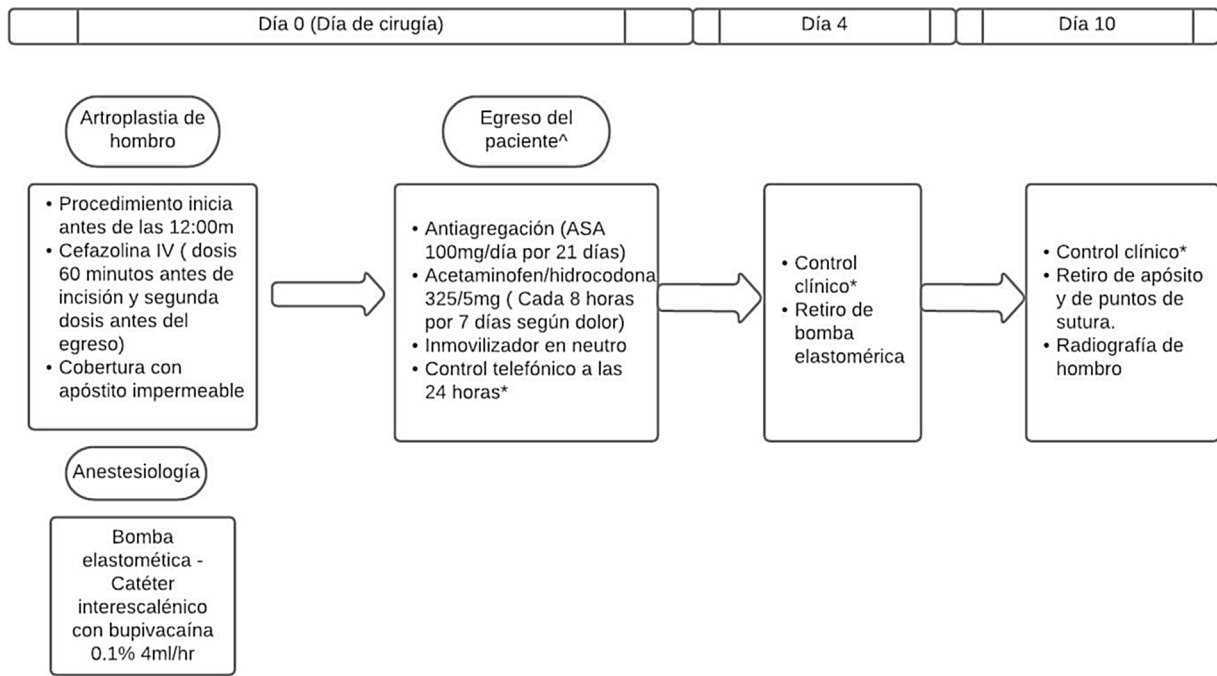 Día 0 (Día de cirugía)
Día 4
Día 10
Artroplastia de
hombro
• Procedimiento inicia
antes de las 12:00m
• Cefazolina IV ( dosis
60 minutos antes de
incisión y segunda
dosis antes del
egreso)
• Cobertura con
apóstito impermeable
Anestesiología
Bomba
elastomética -
Catéter
interescalénico
con bupivacaína
0.1% 4ml/hr
Egreso del
paciente^
• Antiagregación (ASA
100mg/día por 21 días)
• Acetaminofen/hidrocodona
325/5mg ( Cada 8 horas
por 7 días según dolor)
• Inmovilizador en neutro
• Control telefónico a las
24 horas*
• Control
clínico*
• Retiro de
bomba
elastomérica
• Control clínico*
• Retiro de apósito
y de puntos de
sutura.
• Radiografía de
hombro